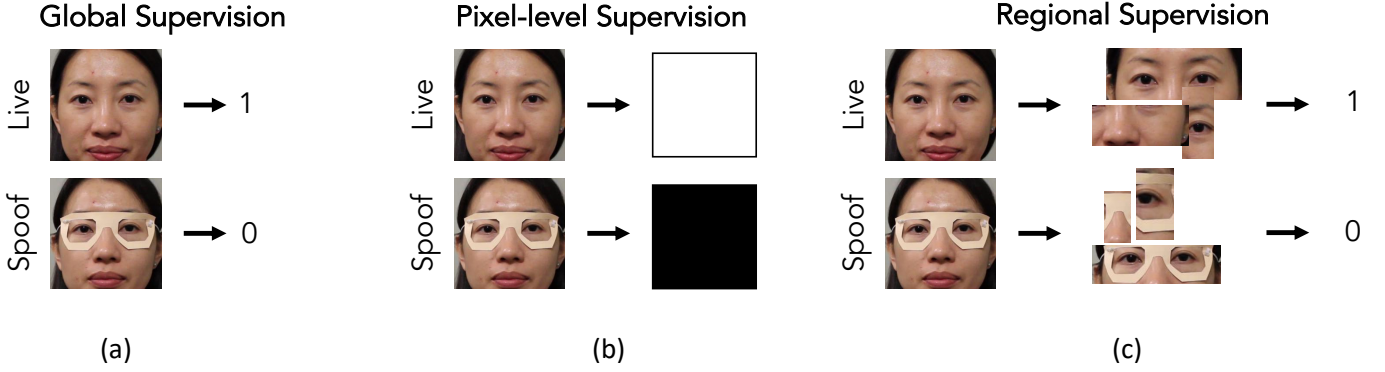 Global Supervision
Live
1
Spoof
0
(a)
Pixel-level Supervision
Live
Spoof
(b)
Regional Supervision
Live
1
Spoof
0
(c)